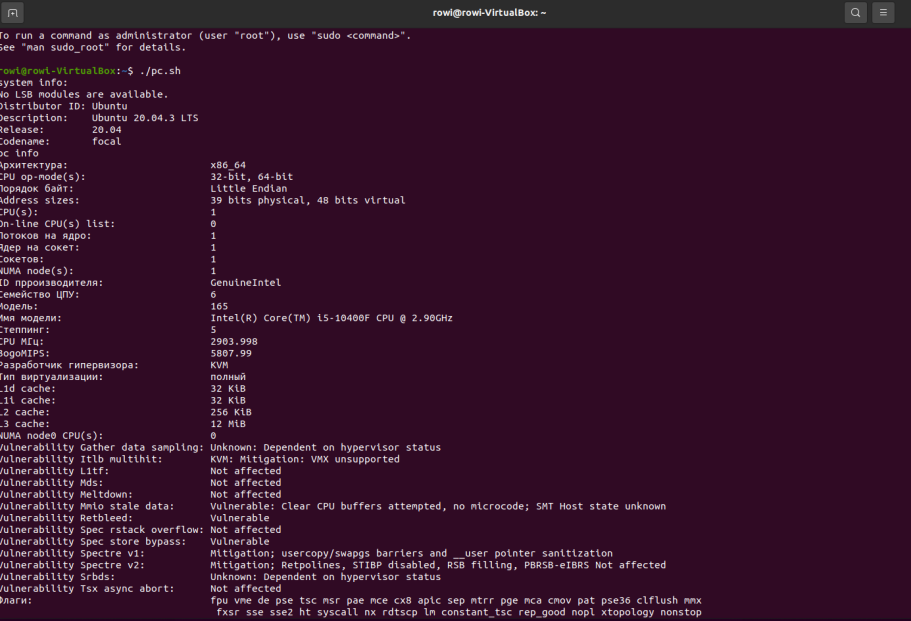 rowi@rowi-VirtualBox: ~
To run a command as administrator (user "root"), use "sudo <command>".
See "man sudo_root" for details.
rowi@rowi-VirtualBox:~$ ./pc.sh
system info:
No LSB modules are available.
Distributor ID: Ubuntu
Description: Ubuntu 20.04.3 LTS
Release: 20.04
Codename: focal
pc info
Архитектура: x86_64
CPU op-mode(s): 32-bit, 64-bit
Порядок байт: Little Endian
Address sizes: 39 bits physical, 48 bits virtual
CPU(s): 1
On-line CPU(s) list: 0
Потоков на ядро: 1
Ядер на сокет: 1
Сокетов: 1
NUMA node(s): 1
ID прроизводителя: GenuineIntel
Семейство ЦПУ: 6
Модель: 165
Имя модели: Intel(R) Core(TM) i5-10400F CPU @ 2.90GHz
Степпинг: 5
CPU МГц: 2903.998
BogoMIPS: 5807.99
Разработчик гипервизора: KVM
Тип виртуализации: полный
L1d cache: 32 KiB
L1i cache: 32 KiB
L2 cache: 256 KiB
L3 cache: 12 MiB
NUMA node0 CPU(s): 0
Vulnerability Gather data sampling: Unknown: Dependent on hypervisor status
Vulnerability Itlb multihit: KVM: Mitigation: VMX unsupported
Vulnerability L1tf: Not affected
Vulnerability Mds: Not affected
Vulnerability Meltdown: Not affected
Vulnerability Mmio stale data: Vulnerable: Clear CPU buffers attempted, no microcode; SMT Host state unknown
Vulnerability Retbleed: Vulnerable
Vulnerability Spec rstack overflow: Not affected
Vulnerability Spec store bypass: Vulnerable
Vulnerability Spectre v1: Mitigation; usercopy/swapgs barriers and __user pointer sanitization
Vulnerability Spectre v2: Mitigation; Retpolines, STIBP disabled, RSB filling, PBRSB-eIBRS Not affected
Vulnerability Srbds: Unknown: Dependent on hypervisor status
Vulnerability Tsx async abort: Not affected
Флаги: fpu vme de pse tsc msr pae mce cx8 apic sep mtrr pge mca cmov pat pse36 clflush mmx
fxsr sse sse2 ht syscall nx rdtscp lm constant_tsc rep_good nopl xtopology nonstop